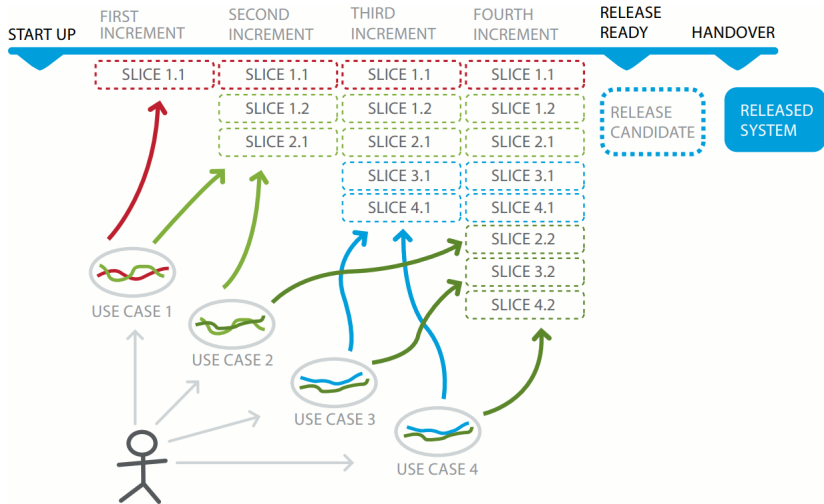 START UP
FIRST
INCREMENT
SECOND
INCREMENT
THIRD
INCREMENT
FOURTH
INCREMENT
RELEASE
READY
HANDOVER
SLICE 1.1
SLICE 1.1
SLICE 1.1
SLICE 1.1
SLICE 1.2
SLICE 1.2
SLICE 1.2
SLICE 2.1
SLICE 2.1
SLICE 2.1
SLICE 3.1
SLICE 3.1
SLICE 4.1
SLICE 4.1
SLICE 2.2
SLICE 3.2
SLICE 4.2
RELEASE
CANDIDATE
RELEASED
SYSTEM
USE CASE 1
USE CASE 2
USE CASE 3
USE CASE 4